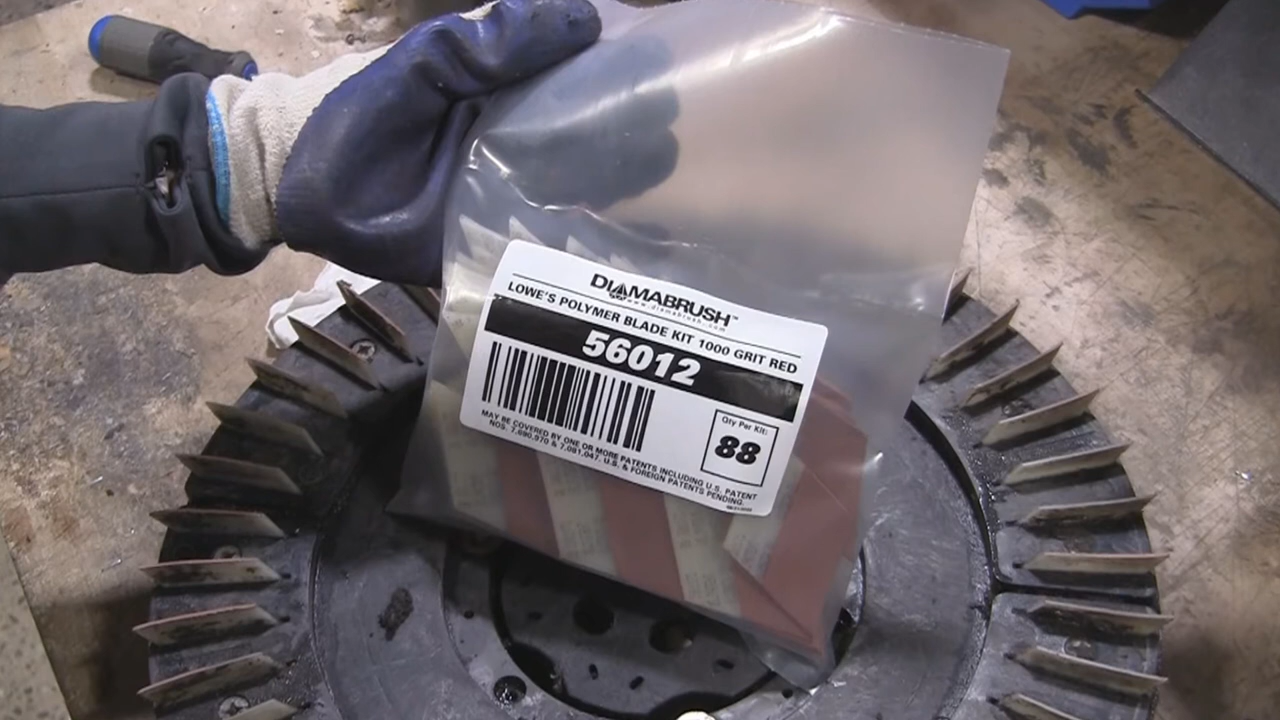 DIAMABRUSH™
www.diamabrush.com
LOWE'S POLYMER BLADE KIT 1000 GRIT RED
56012
Qty Per Kit:
88
MAY BE COVERED BY ONE OR MORE PATENTS INCLUDING U.S. PATENT
NOS. 7,690,970 & 7,081,047. U.S. & FOREIGN PATENTS PENDING.